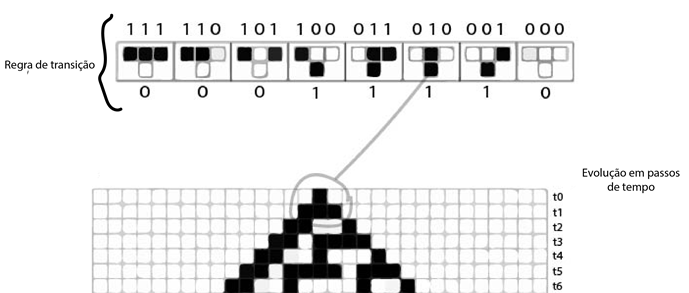 111 110 101 100 011 010 001 000
Regra de transição
0 0 0 1 1 1 1 0
Evolução em passos
de tempo
t0
t1
t2
t3
t4
t5
t6